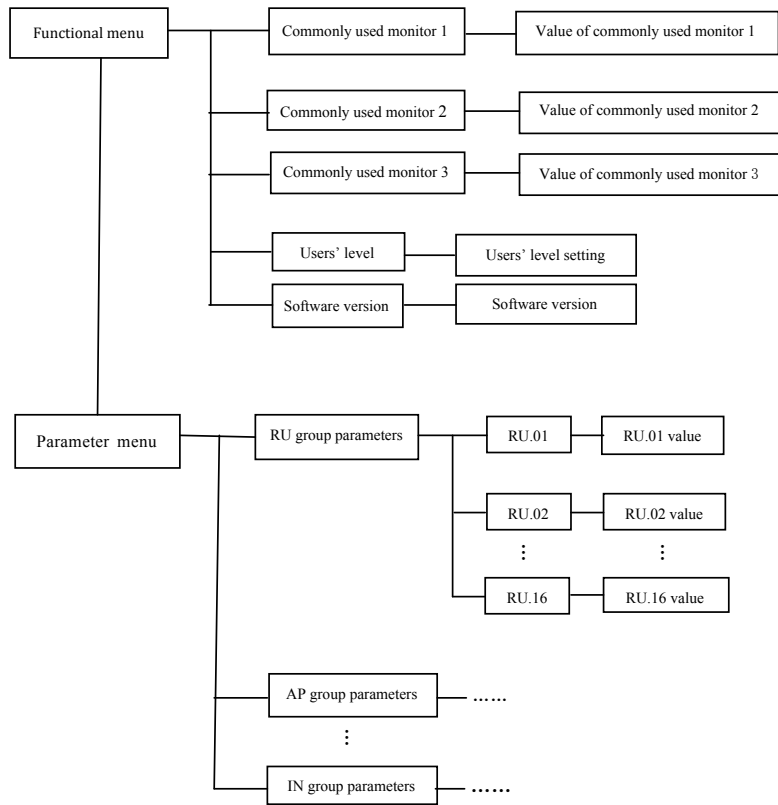 Functional menu
Commonly used monitor 1
Value of commonly used monitor 1
Commonly used monitor 2
Value of commonly used monitor 2
Commonly used monitor 3
Value of commonly used monitor 3
Users’ level
Users’ level setting
Software version
Software version
Parameter menu
RU group parameters
RU.01
RU.01 value
RU.02
RU.02 value
⋮
⋮
RU.16
RU.16 value
AP group parameters
……
⋮
IN group parameters
……